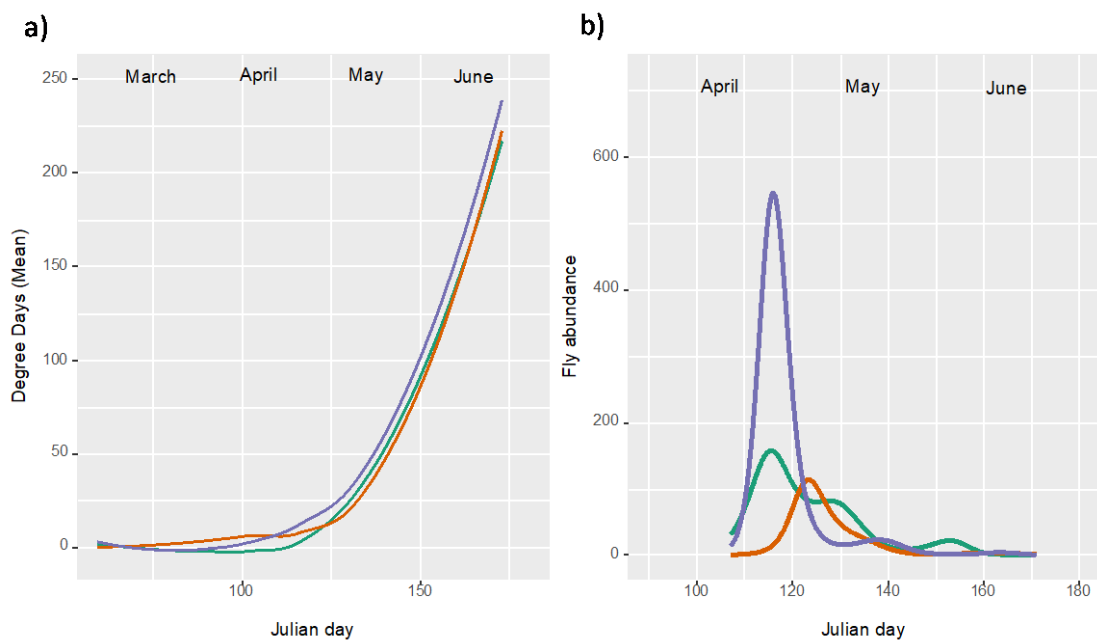 a)
March April May June
250
200
150
100
50
0
Degree Days (Mean)
100 150
Julian day
b)
April May June
600
400
200
0
Fly abundance
100 120 140 160 180
Julian day